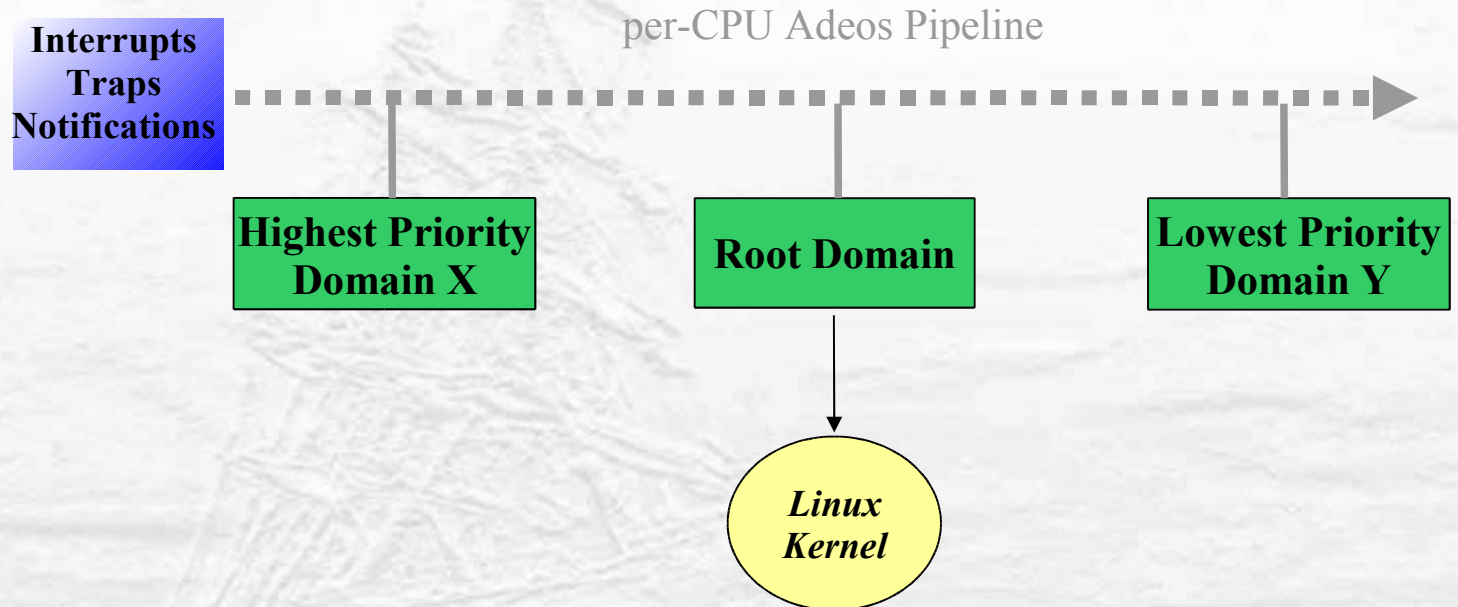 per-CPU Adeos Pipeline
Interrupts
Traps
Notifications
Highest Priority
Domain X
Root Domain
Lowest Priority
Domain Y
Linux
Kernel